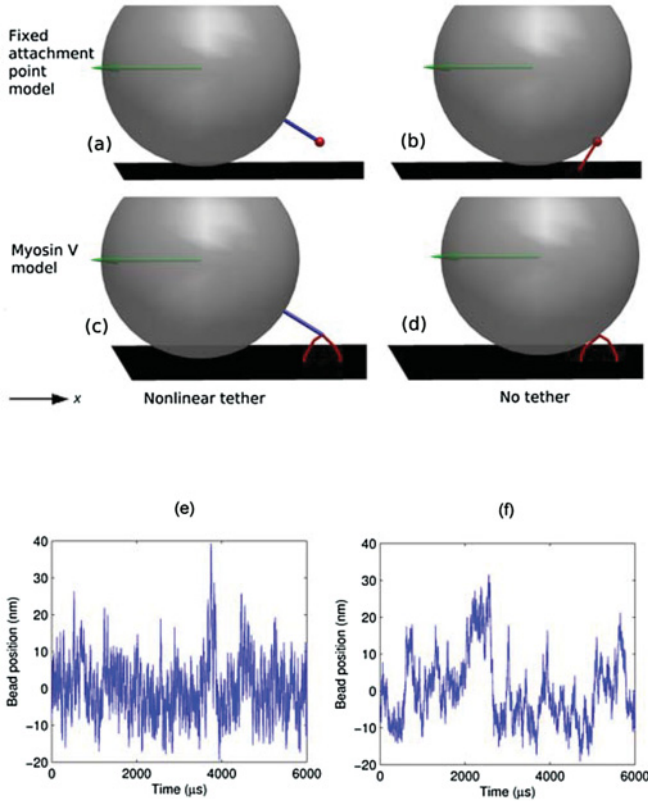 Fixed
attachment
point
model
(a)
(b)
Myosin V
model
(c)
(d)
x
Nonlinear tether
No tether
(e)
(f)
40
30
20
10
0
−10
−20
Bead position (nm)
0
2000
4000
6000
Time (μs)
40
30
20
10
0
−10
−20
Bead position (nm)
0
2000
4000
6000
Time (μs)